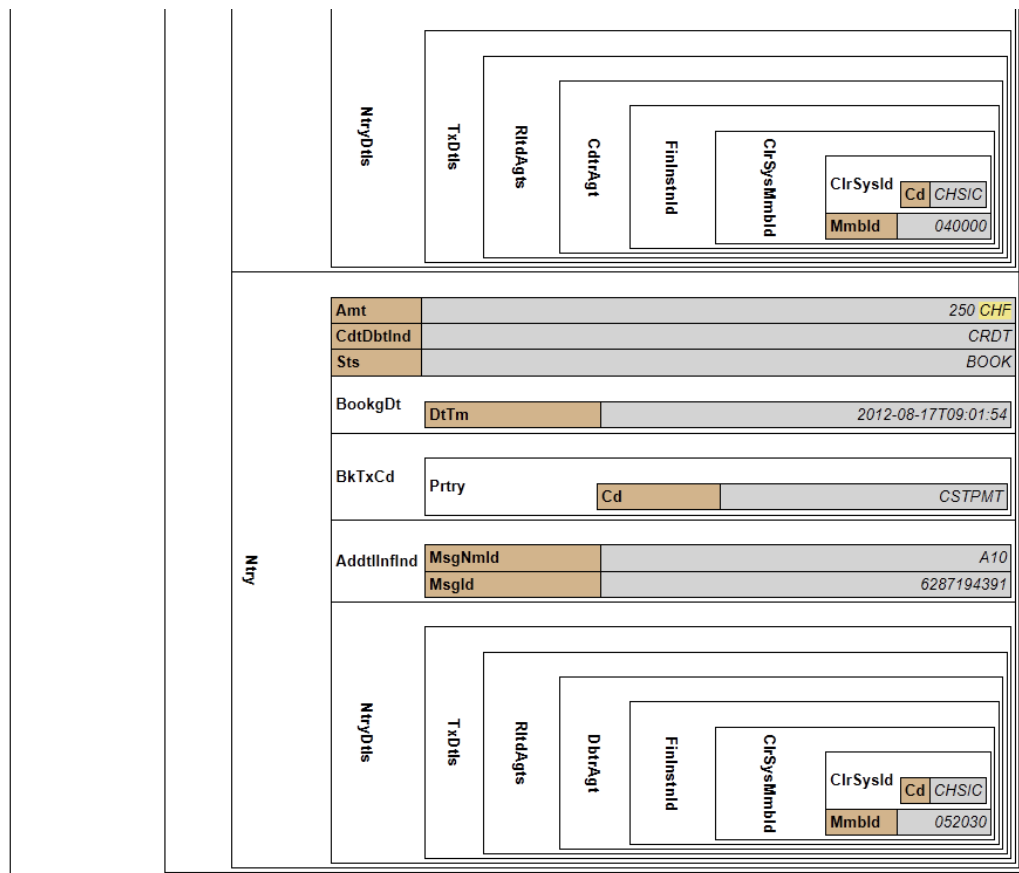 NtryDtls
TxDtls
RltdAgts
CdtrAgt
FinInstnId
ClrSysMmbId
ClrSysId
Cd CHSIC
MmbId 040000
Ntry
Amt 250 CHF
CdtDbtInd CRDT
Sts BOOK
BookgDt
DtTm 2012-08-17T09:01:54
BkTxCd
Prtry
Cd CSTPMT
AddtlInfInd
MsgNmId A10
MsgId 6287194391
NtryDtls
TxDtls
RltdAgts
DbtrAgt
FinInstnId
ClrSysMmbId
ClrSysId
Cd CHSIC
MmbId 052030